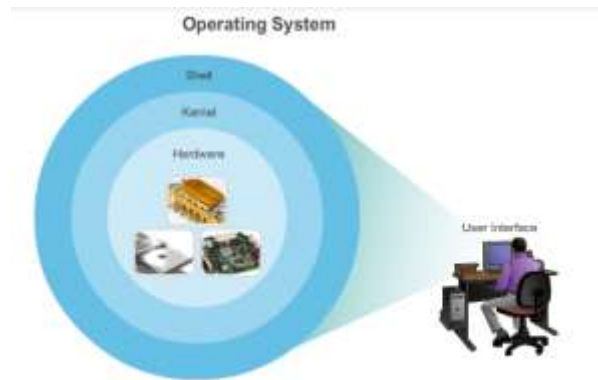 Operating System
Shell
Kernel
Hardware
User Interface